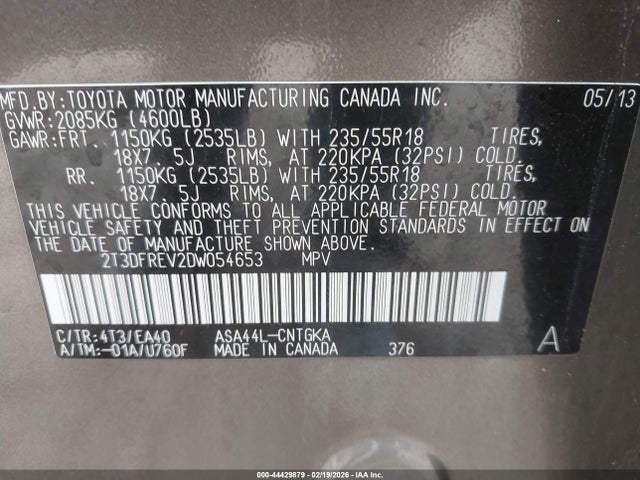 MFD.BY:TOYOTA MOTOR MANUFACTURING CANADA INC. 05/13
GVWR:2085KG (4600LB)
GAWR:FRT. 1150KG (2535LB) WITH 235/55R18 TIRES,
18X7.5J RIMS, AT 220KPA (32PSI) COLD.
RR. 1150KG (2535LB) WITH 235/55R18 TIRES,
18X7.5J RIMS, AT 220KPA (32PSI) COLD.
THIS VEHICLE CONFORMS TO ALL APPLICABLE FEDERAL MOTOR
VEHICLE SAFETY AND THEFT PREVENTION STANDARDS IN EFFECT ON
THE DATE OF MANUFACTURE SHOWN ABOVE.
2T3DFREV2DW054653 MPV
C/TR:4T3/EA40 ASA44L-CNTGKA
A/TM:-01A/U760F MADE IN CANADA 376 A
000-44429879 - 02/19/2026 - IAA Inc.